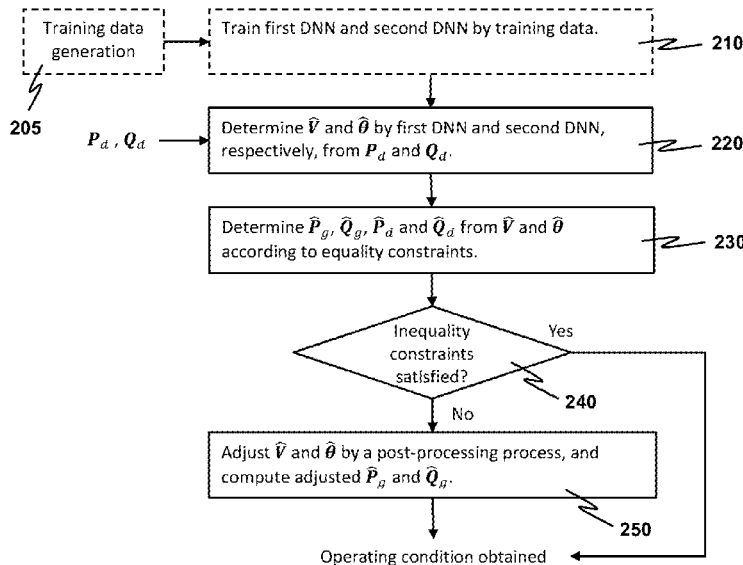 Training data
generation
205
Train first DNN and second DNN by training data.
210
P_d , Q_d
Determine V̂ and θ̂ by first DNN and second DNN,
respectively, from P_d and Q_d.
220
Determine P̂_g, Q̂_g, P̂_d and Q̂_d from V̂ and θ̂
according to equality constraints.
230
Inequality
constraints
satisfied?
Yes
240
No
Adjust V̂ and θ̂ by a post-processing process, and
compute adjusted P̂_g and Q̂_g.
250
Operating condition obtained